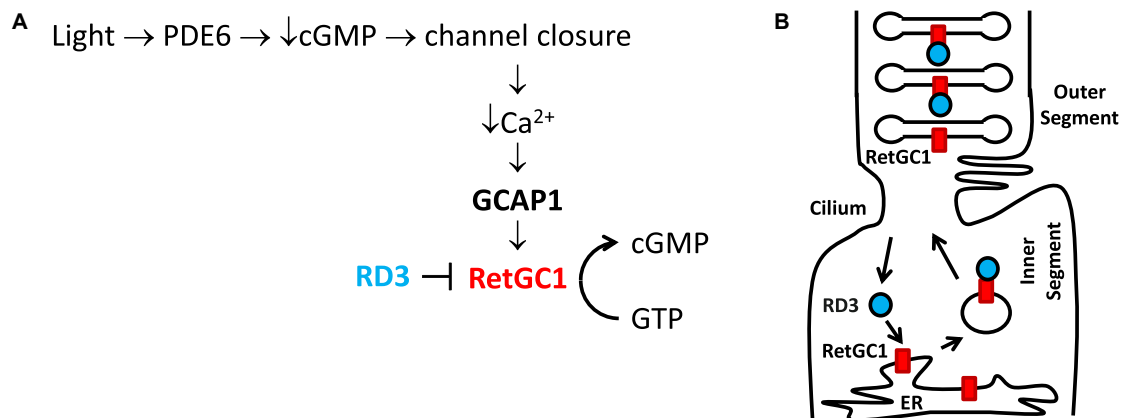 A
Light → PDE6 → ↓cGMP → channel closure
↓
↓Ca²⁺
↓
GCAP1
↓
cGMP
RD3 ⊣ RetGC1
GTP
B
Outer
Segment
RetGC1
Cilium
Inner
Segment
RD3
RetGC1
ER